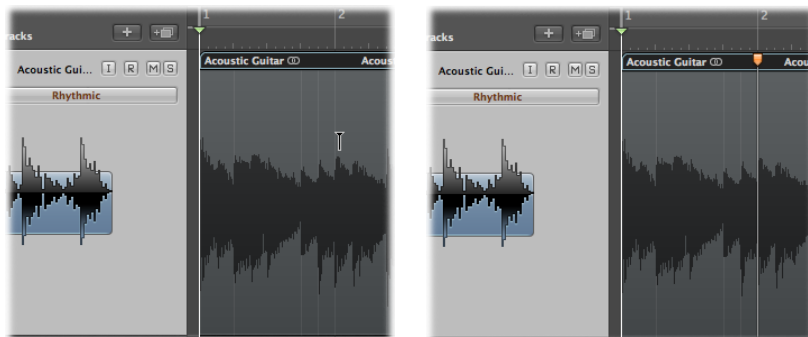 1 2
racks
Acoustic Gui... I R M S
Acoustic Guitar Acous
Rhythmic
1 2
racks
Acoustic Gui... I R M S
Acoustic Guitar Acou
Rhythmic